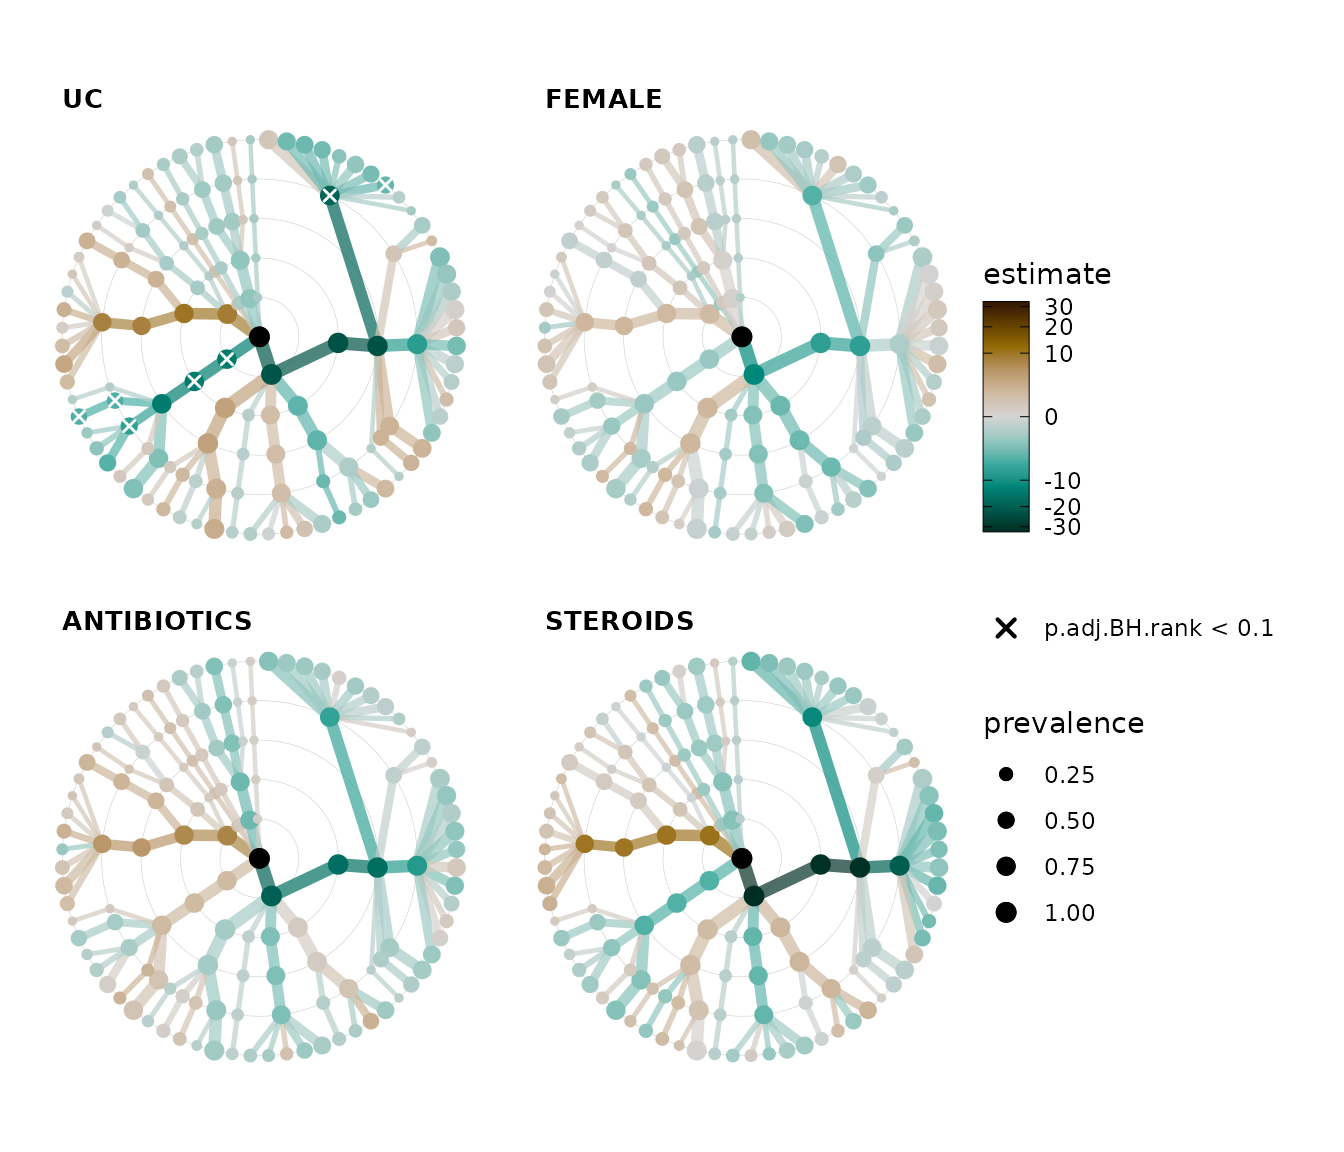 UC
FEMALE
estimate
30
20
10
0
-10
-20
-30
ANTIBIOTICS
STEROIDS
p.adj.BH.rank < 0.1
prevalence
0.25
0.50
0.75
1.00